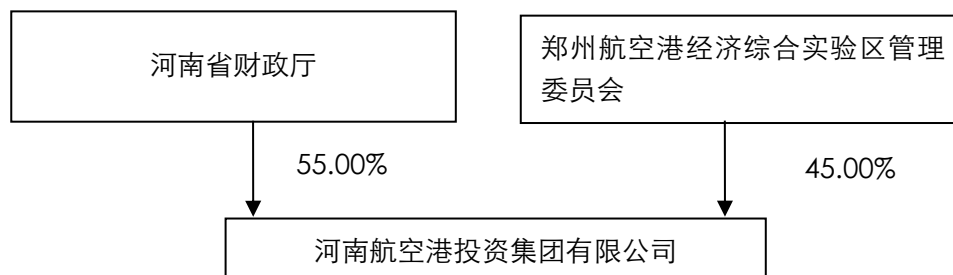 河南省财政厅
郑州航空港经济综合实验区管理
委员会
55.00%
45.00%
河南航空港投资集团有限公司